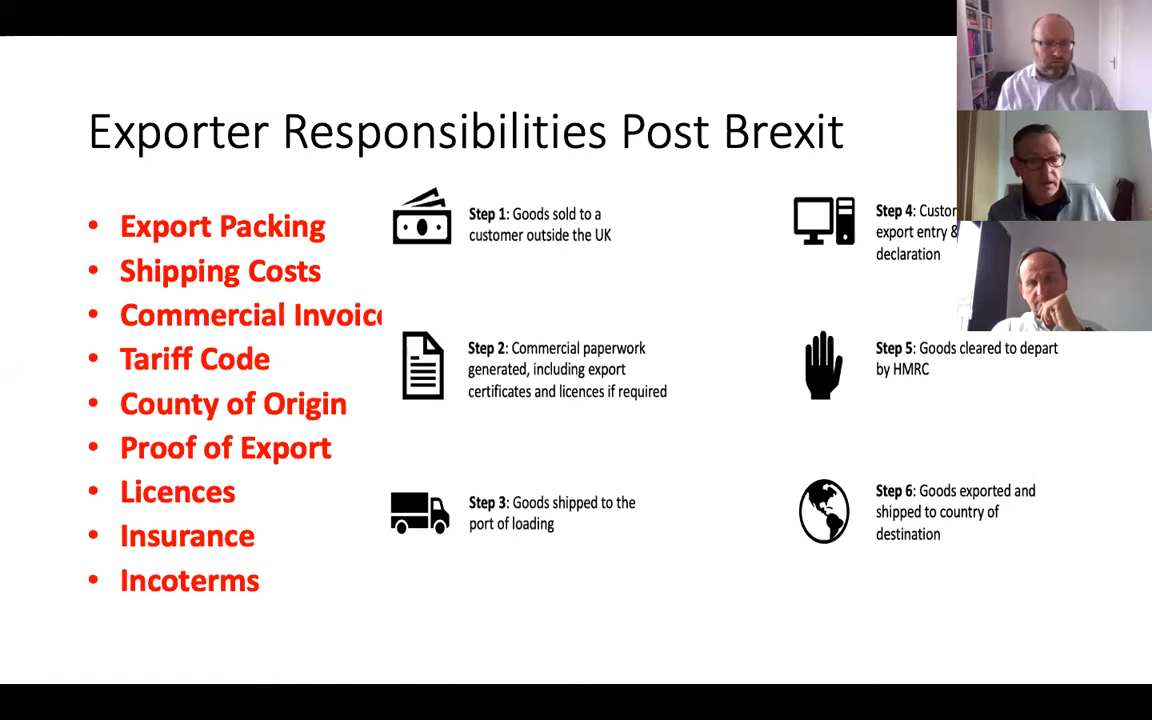 Exporter Responsibilities Post Brexit
• Export Packing
• Shipping Costs
• Commercial Invoice
• Tariff Code
• County of Origin
• Proof of Export
• Licences
• Insurance
• Incoterms
Step 1: Goods sold to a
customer outside the UK
Step 2: Commercial paperwork
generated, including export
certificates and licences if required
Step 3: Goods shipped to the
port of loading
Step 4:
export entry &
declaration
Step 5: Goods cleared to depart
by HMRC
Step 6: Goods exported and
shipped to country of
destination